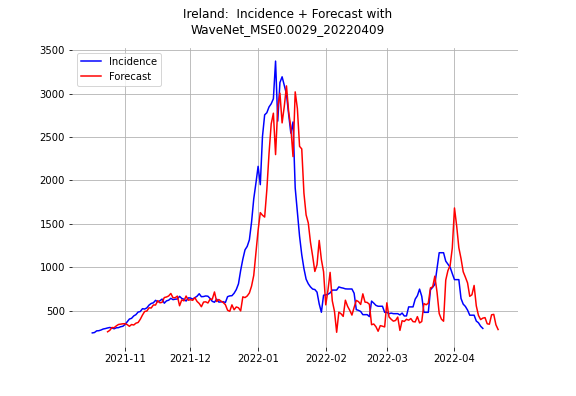 Ireland:  Incidence + Forecast with
WaveNet_MSE0.0029_20220409
Incidence
Forecast
3500
3000
2500
2000
1500
1000
500
2021-11 2021-12 2022-01 2022-02 2022-03 2022-04